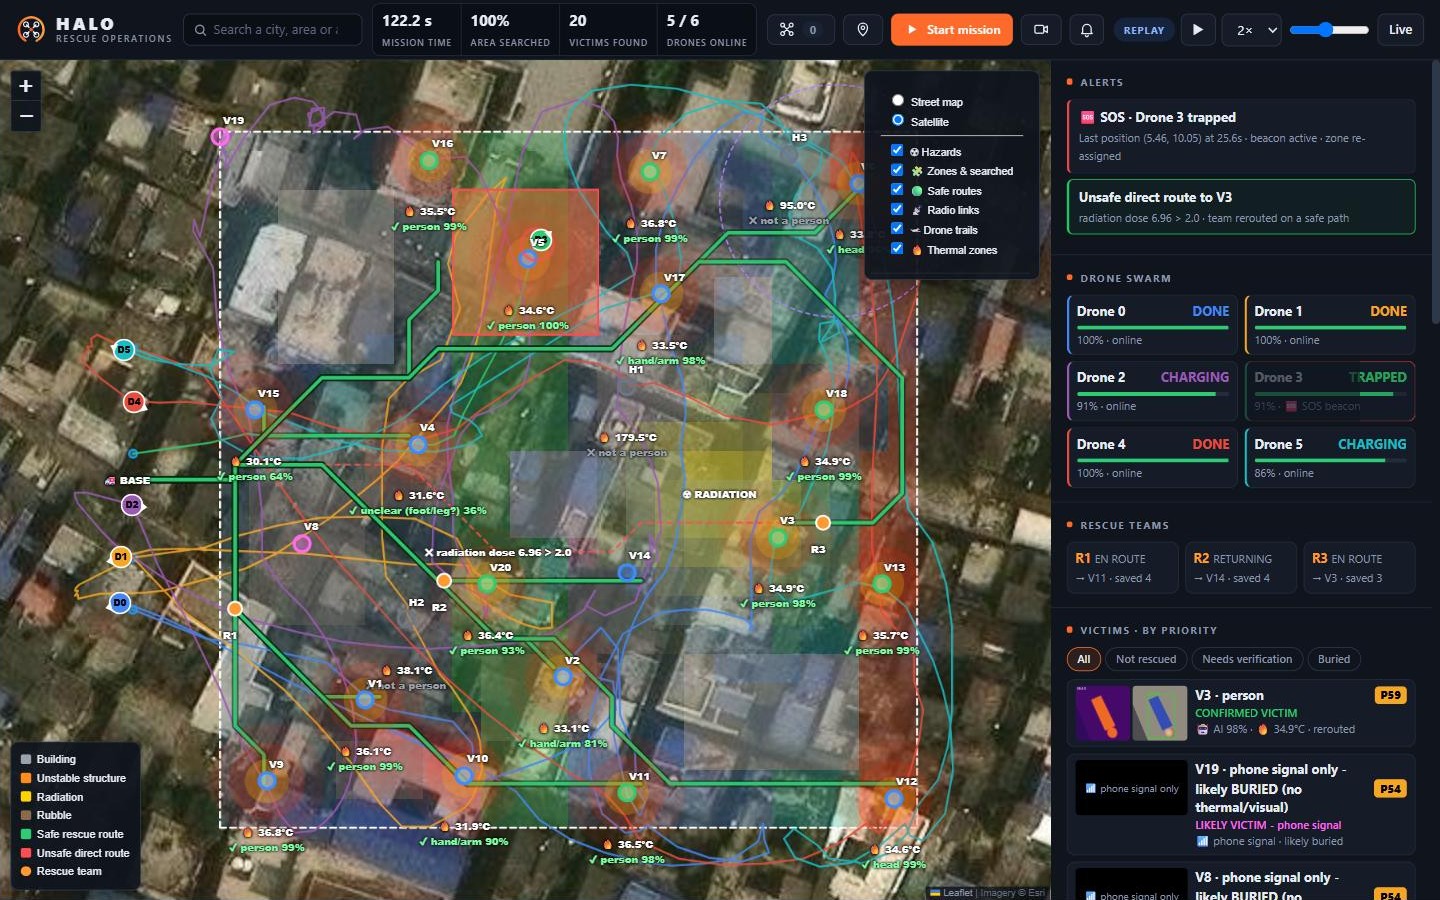 HALO
RESCUE OPERATIONS
Search a city, area or
122.2 s
MISSION TIME
100%
AREA SEARCHED
20
VICTIMS FOUND
5 / 6
DRONES ONLINE
0
Start mission
REPLAY
2×
Live
+
−
Street map
Satellite
Hazards
Zones & searched
Safe routes
Radio links
Drone trails
Thermal zones
V19
V16
35.5°C
✓ person 99%
V7
36.8°C
✓ person 99%
H3
95.0°C
✕ not a person
V5
34.6°C
✓ person 100%
V17
33.5°C
✓ hand/arm 98%
H1
179.5°C
✕ not a person
D5
D4
V15
30.1°C
✓ person 64%
V4
31.6°C
✓ unclear (foot/leg?) 36%
V18
34.9°C
✓ person 99%
BASE
D2
☢ RADIATION
V8
V3
R3
34.9°C
✓ person 98%
✕ radiation dose 6.96 > 2.0
V14
V20
36.4°C
✓ person 93%
H2
R2
V13
35.7°C
✓ person 99%
D1
D0
R1
38.1°C
not a person
V1
36.1°C
✓ person 99%
V2
33.1°C
✓ hand/arm 81%
V9
36.8°C
✓ person 99%
V10
31.9°C
✓ hand/arm 90%
V11
36.5°C
✓ person 98%
V12
34.6°C
✓ head 99%
Building
Unstable structure
Radiation
Rubble
Safe rescue route
Unsafe direct route
Rescue team
Leaflet | Imagery © Esri
ALERTS
SOS · Drone 3 trapped
Last position (5.46, 10.05) at 25.6s · beacon active · zone re-
assigned
Unsafe direct route to V3
radiation dose 6.96 > 2.0 · team rerouted on a safe path
DRONE SWARM
Drone 0 DONE
100% · online
Drone 1 DONE
100% · online
Drone 2 CHARGING
91% · online
Drone 3 TRAPPED
91% · SOS beacon
Drone 4 DONE
100% · online
Drone 5 CHARGING
86% · online
RESCUE TEAMS
R1 EN ROUTE
→ V11 · saved 4
R2 RETURNING
→ V14 · saved 4
R3 EN ROUTE
→ V3 · saved 3
VICTIMS · BY PRIORITY
All
Not rescued
Needs verification
Buried
V3 · person
P59
CONFIRMED VICTIM
AI 98% · 34.9°C · rerouted
phone signal only
V19 · phone signal only -
likely BURIED (no
thermal/visual)
P54
LIKELY VICTIM - phone signal
phone signal · likely buried
phone signal only
V8 · phone signal only -
likely BURIED (no
P54